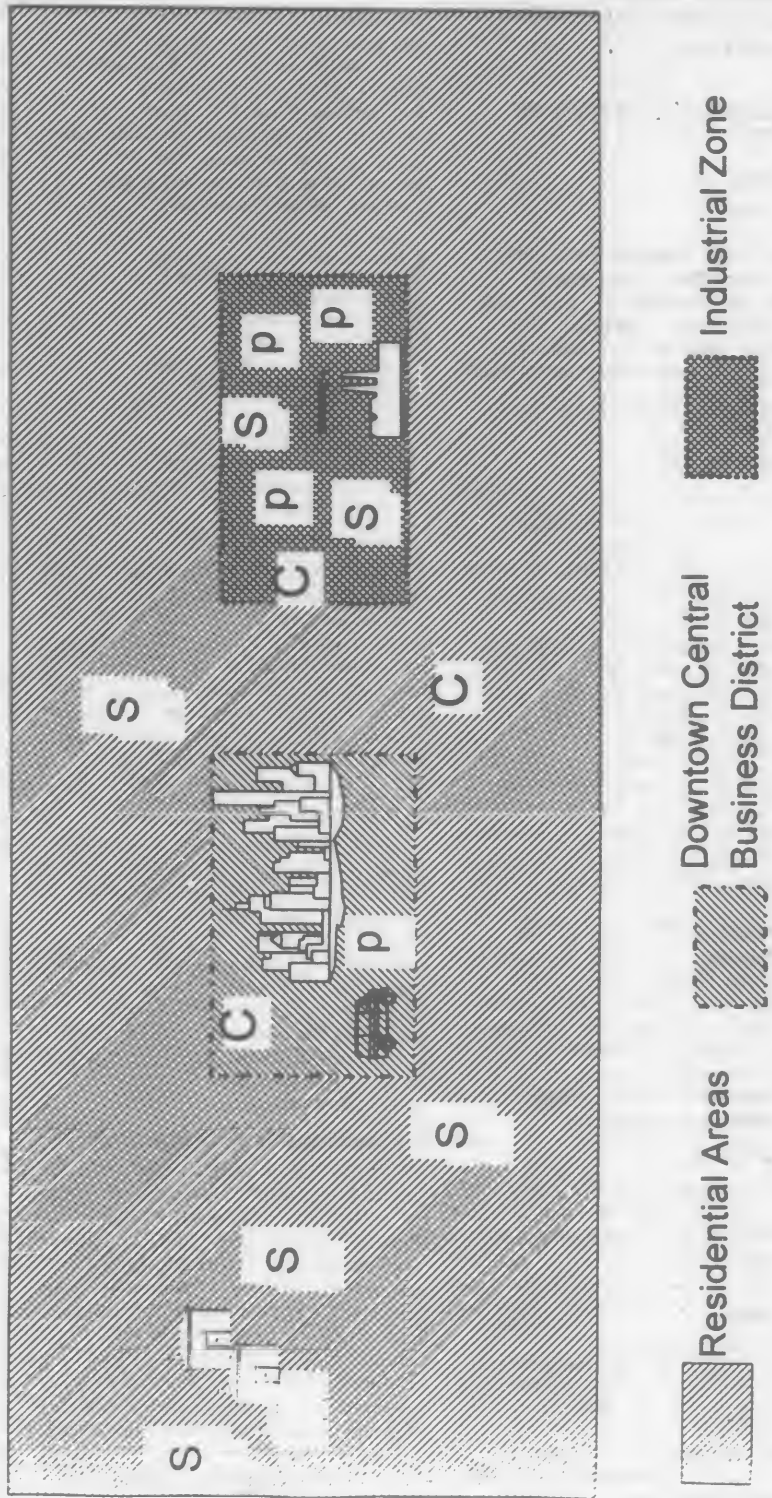 S
S
C p S p
S C
p
p S
S C
Residential Areas
Downtown Central
Business District
Industrial Zone